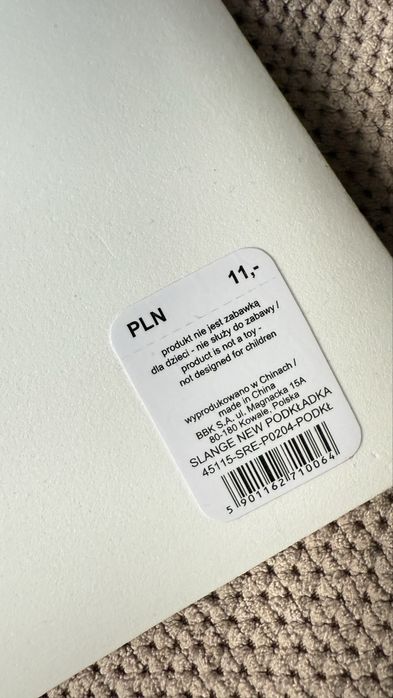 PLN 11,-
produkt nie jest zabawką
dla dzieci - nie służy do zabawy /
product is not a toy -
not designed for children
wyprodukowano w Chinach /
made in China
BBK S.A. ul. Magnacka 15A
80-180 Kowale, Polska
SLANGE NEW PODKŁADKA
45115-SRE-P0204-PODKŁ
5 901162 710064